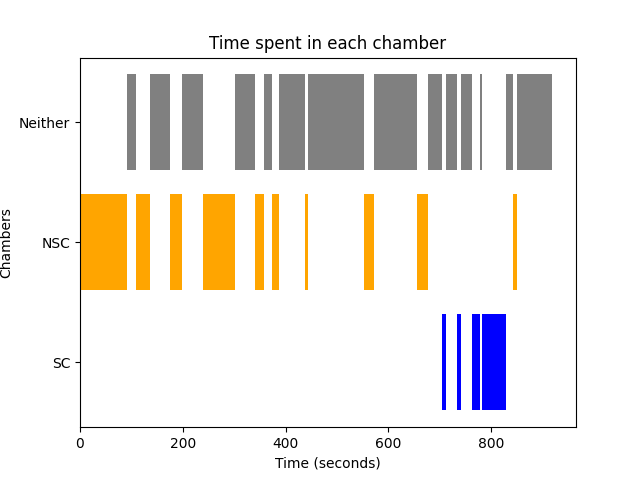 Time spent in each chamber
Neither
NSC
SC
Chambers
0 200 400 600 800
Time (seconds)